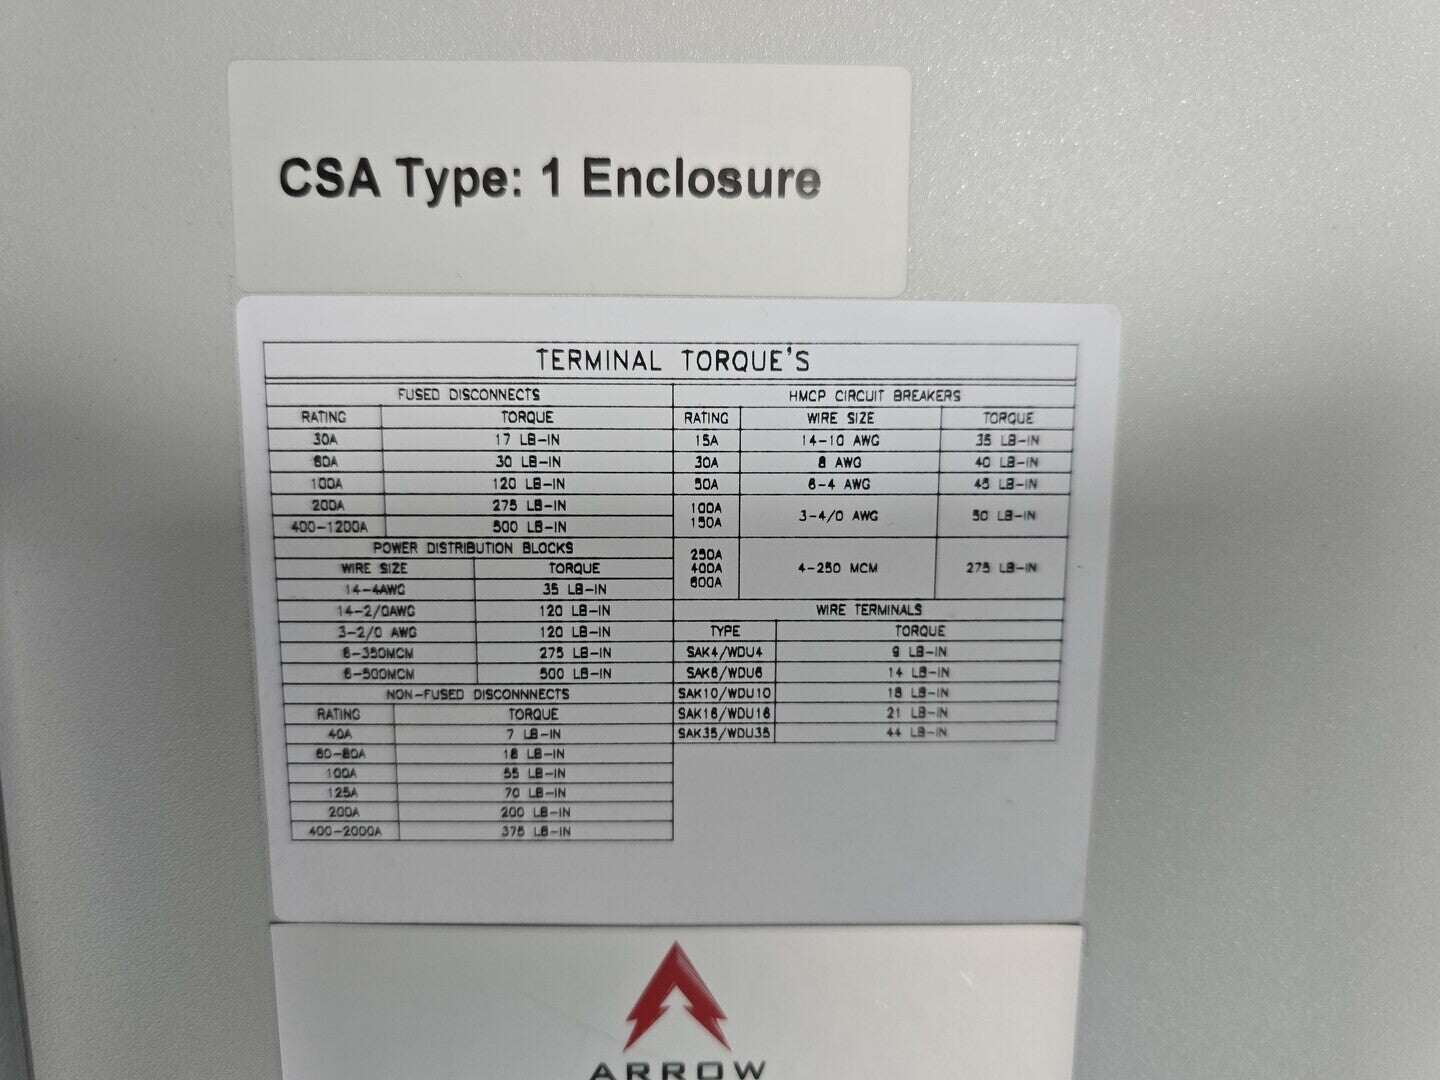 CSA Type: 1 Enclosure
TERMINAL TORQUE'S
FUSED DISCONNECTS
RATING TORQUE
30A 17 LB-IN
60A 30 LB-IN
100A 120 LB-IN
200A 275 LB-IN
400-1200A 500 LB-IN
POWER DISTRIBUTION BLOCKS
WIRE SIZE TORQUE
14-4AWG 35 LB-IN
14-2/0AWG 120 LB-IN
3-2/0 AWG 120 LB-IN
6-350MCM 275 LB-IN
6-500MCM 500 LB-IN
NON-FUSED DISCONNNECTS
RATING TORQUE
40A 7 LB-IN
60-80A 18 LB-IN
100A 55 LB-IN
125A 70 LB-IN
200A 200 LB-IN
400-2000A 375 LB-IN
HMCP CIRCUIT BREAKERS
RATING WIRE SIZE TORQUE
15A 14-10 AWG 35 LB-IN
30A 8 AWG 40 LB-IN
50A 6-4 AWG 45 LB-IN
100A
150A 3-4/0 AWG 50 LB-IN
250A
400A 4-250 MCM 275 LB-IN
600A
WIRE TERMINALS
TYPE TORQUE
SAK4/WDU4 9 LB-IN
SAK6/WDU6 14 LB-IN
SAK10/WDU10 18 LB-IN
SAK16/WDU16 21 LB-IN
SAK35/WDU35 44 LB-IN
ARROW